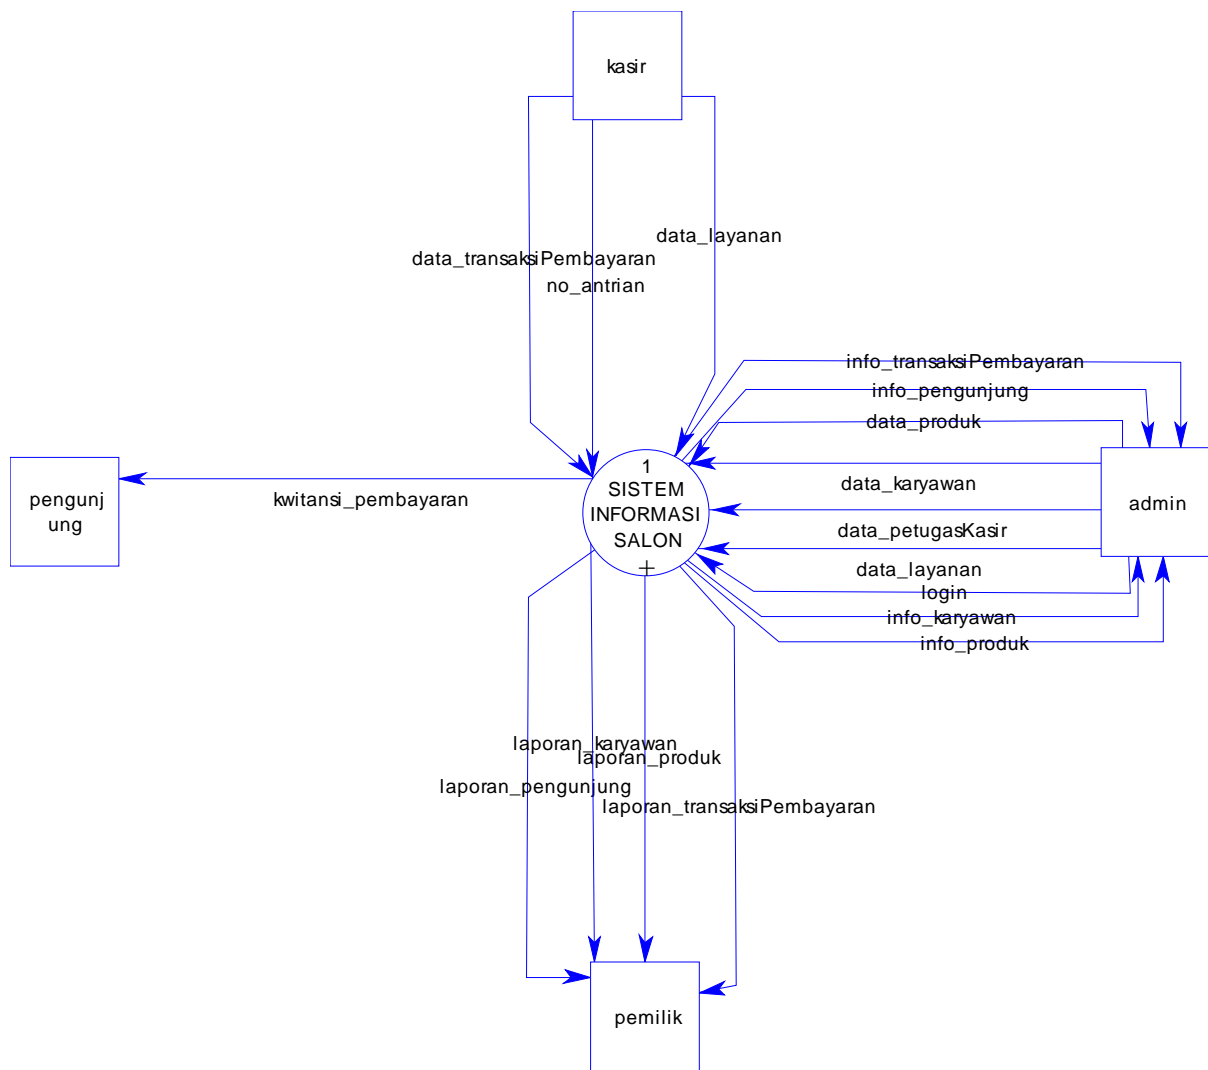 kasir
data_layanan
data_transaksiPembayaran
no_antrian
info_transaksiPembayaran
info_pengunjung
data_produk
1
SISTEM
INFORMASI
SALON
data_karyawan
admin
pengunj
ung
kwitansi_pembayaran
data_petugasKasir
data_layanan
login
info_karyawan
info_produk
laporan_karyawan
laporan_produk
laporan_pengunjung
laporan_transaksiPembayaran
pemilik